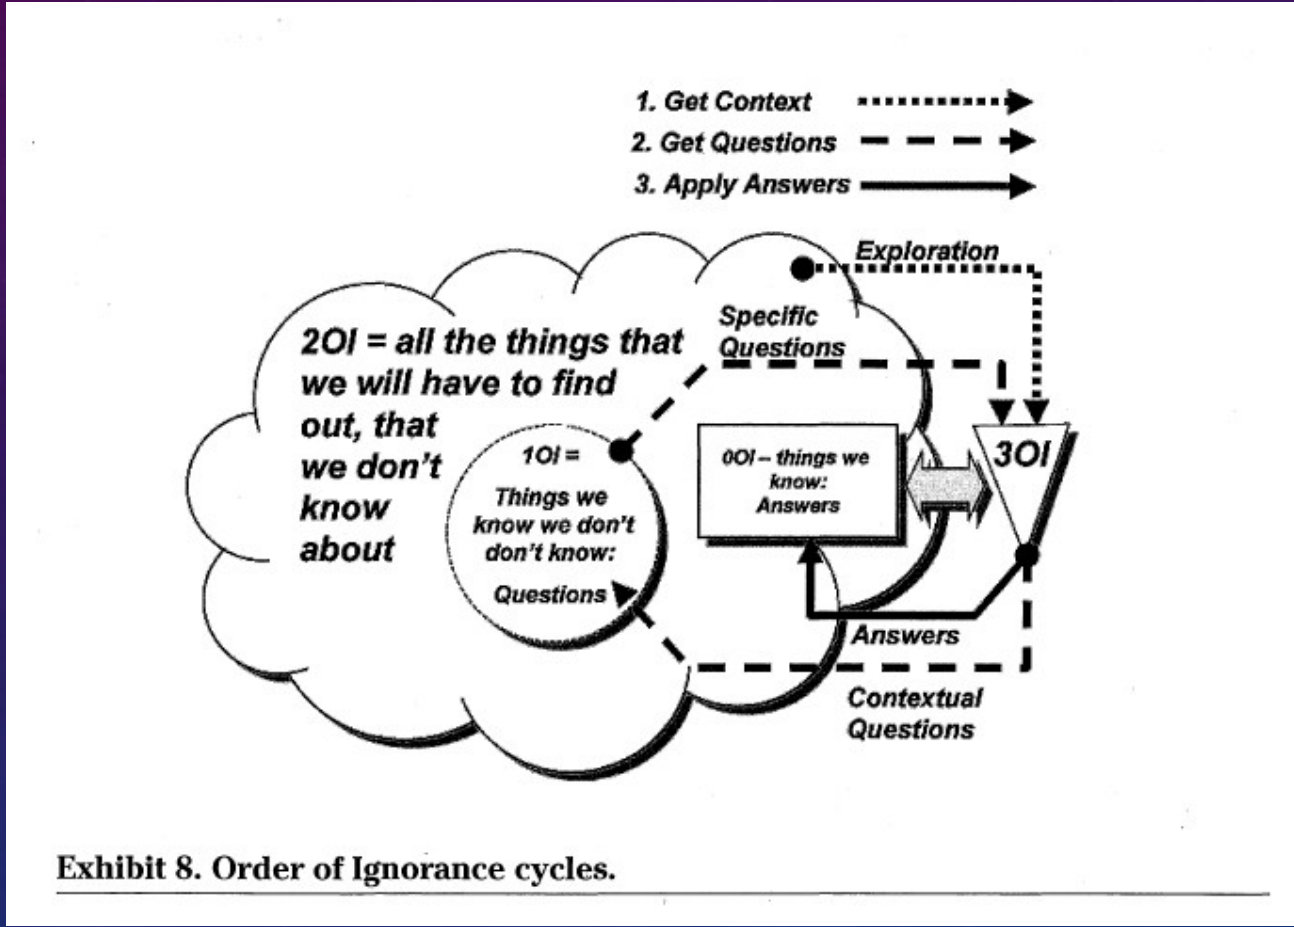 1. Get Context
2. Get Questions
3. Apply Answers
Exploration
Specific
Questions
2OI = all the things that
we will have to find
out, that
we don't
know
about
1OI =
Things we
know we don't
don't know:
Questions
0OI – things we
know:
Answers
3OI
Answers
Contextual
Questions
Exhibit 8. Order of Ignorance cycles.